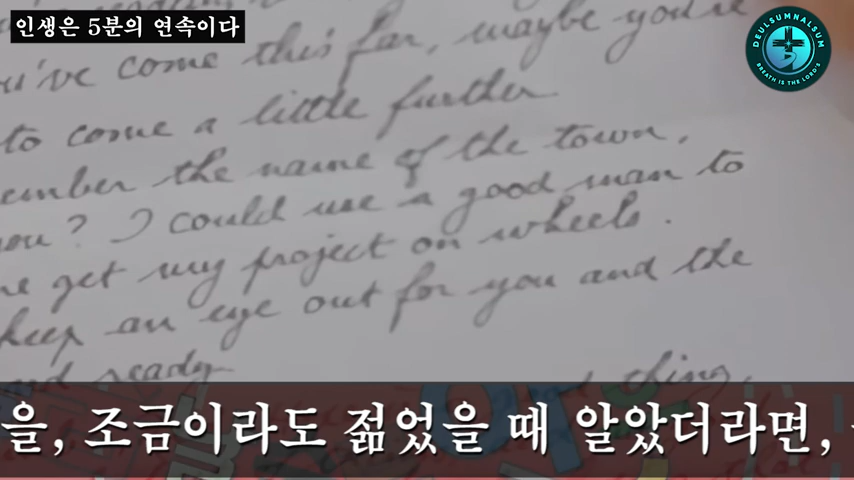 인생은 5분의 연속이다
DEULSUMNALSUM
BREATH IS THE LORD'S
've come this far, maybe you're
to come a little further
ember the name of the town,
ou? I could use a good man to
get my project on wheels.
keep an eye out for you and the
ready
thing,
을, 조금이라도 젊었을 때 알았더라면,